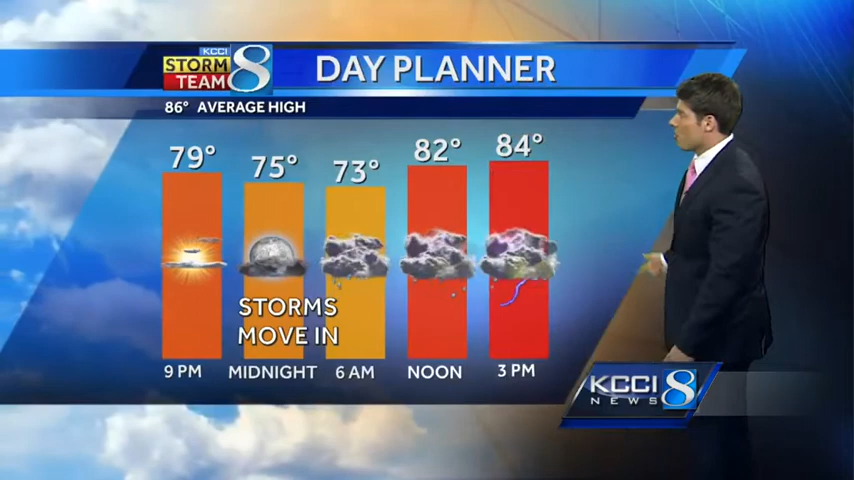 KCCI
STORM
TEAM 8
DAY PLANNER
86° AVERAGE HIGH
79° 75° 73° 82° 84°
STORMS
MOVE IN
9 PM MIDNIGHT 6 AM NOON 3 PM
KCCI 8
NEWS